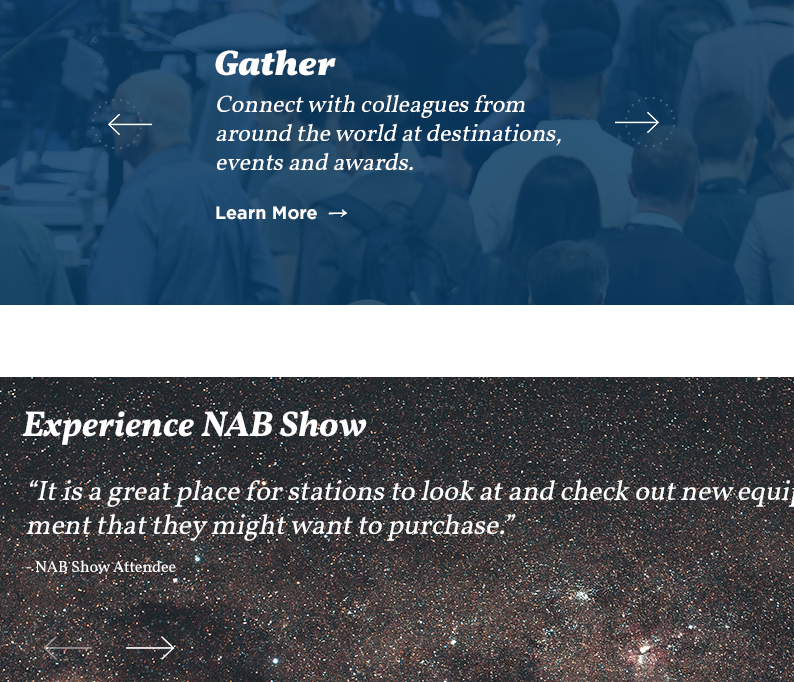 Gather
Connect with colleagues from
around the world at destinations,
events and awards.
Learn More →
Experience NAB Show
“It is a great place for stations to look at and check out new equip
ment that they might want to purchase.”
– NAB Show Attendee